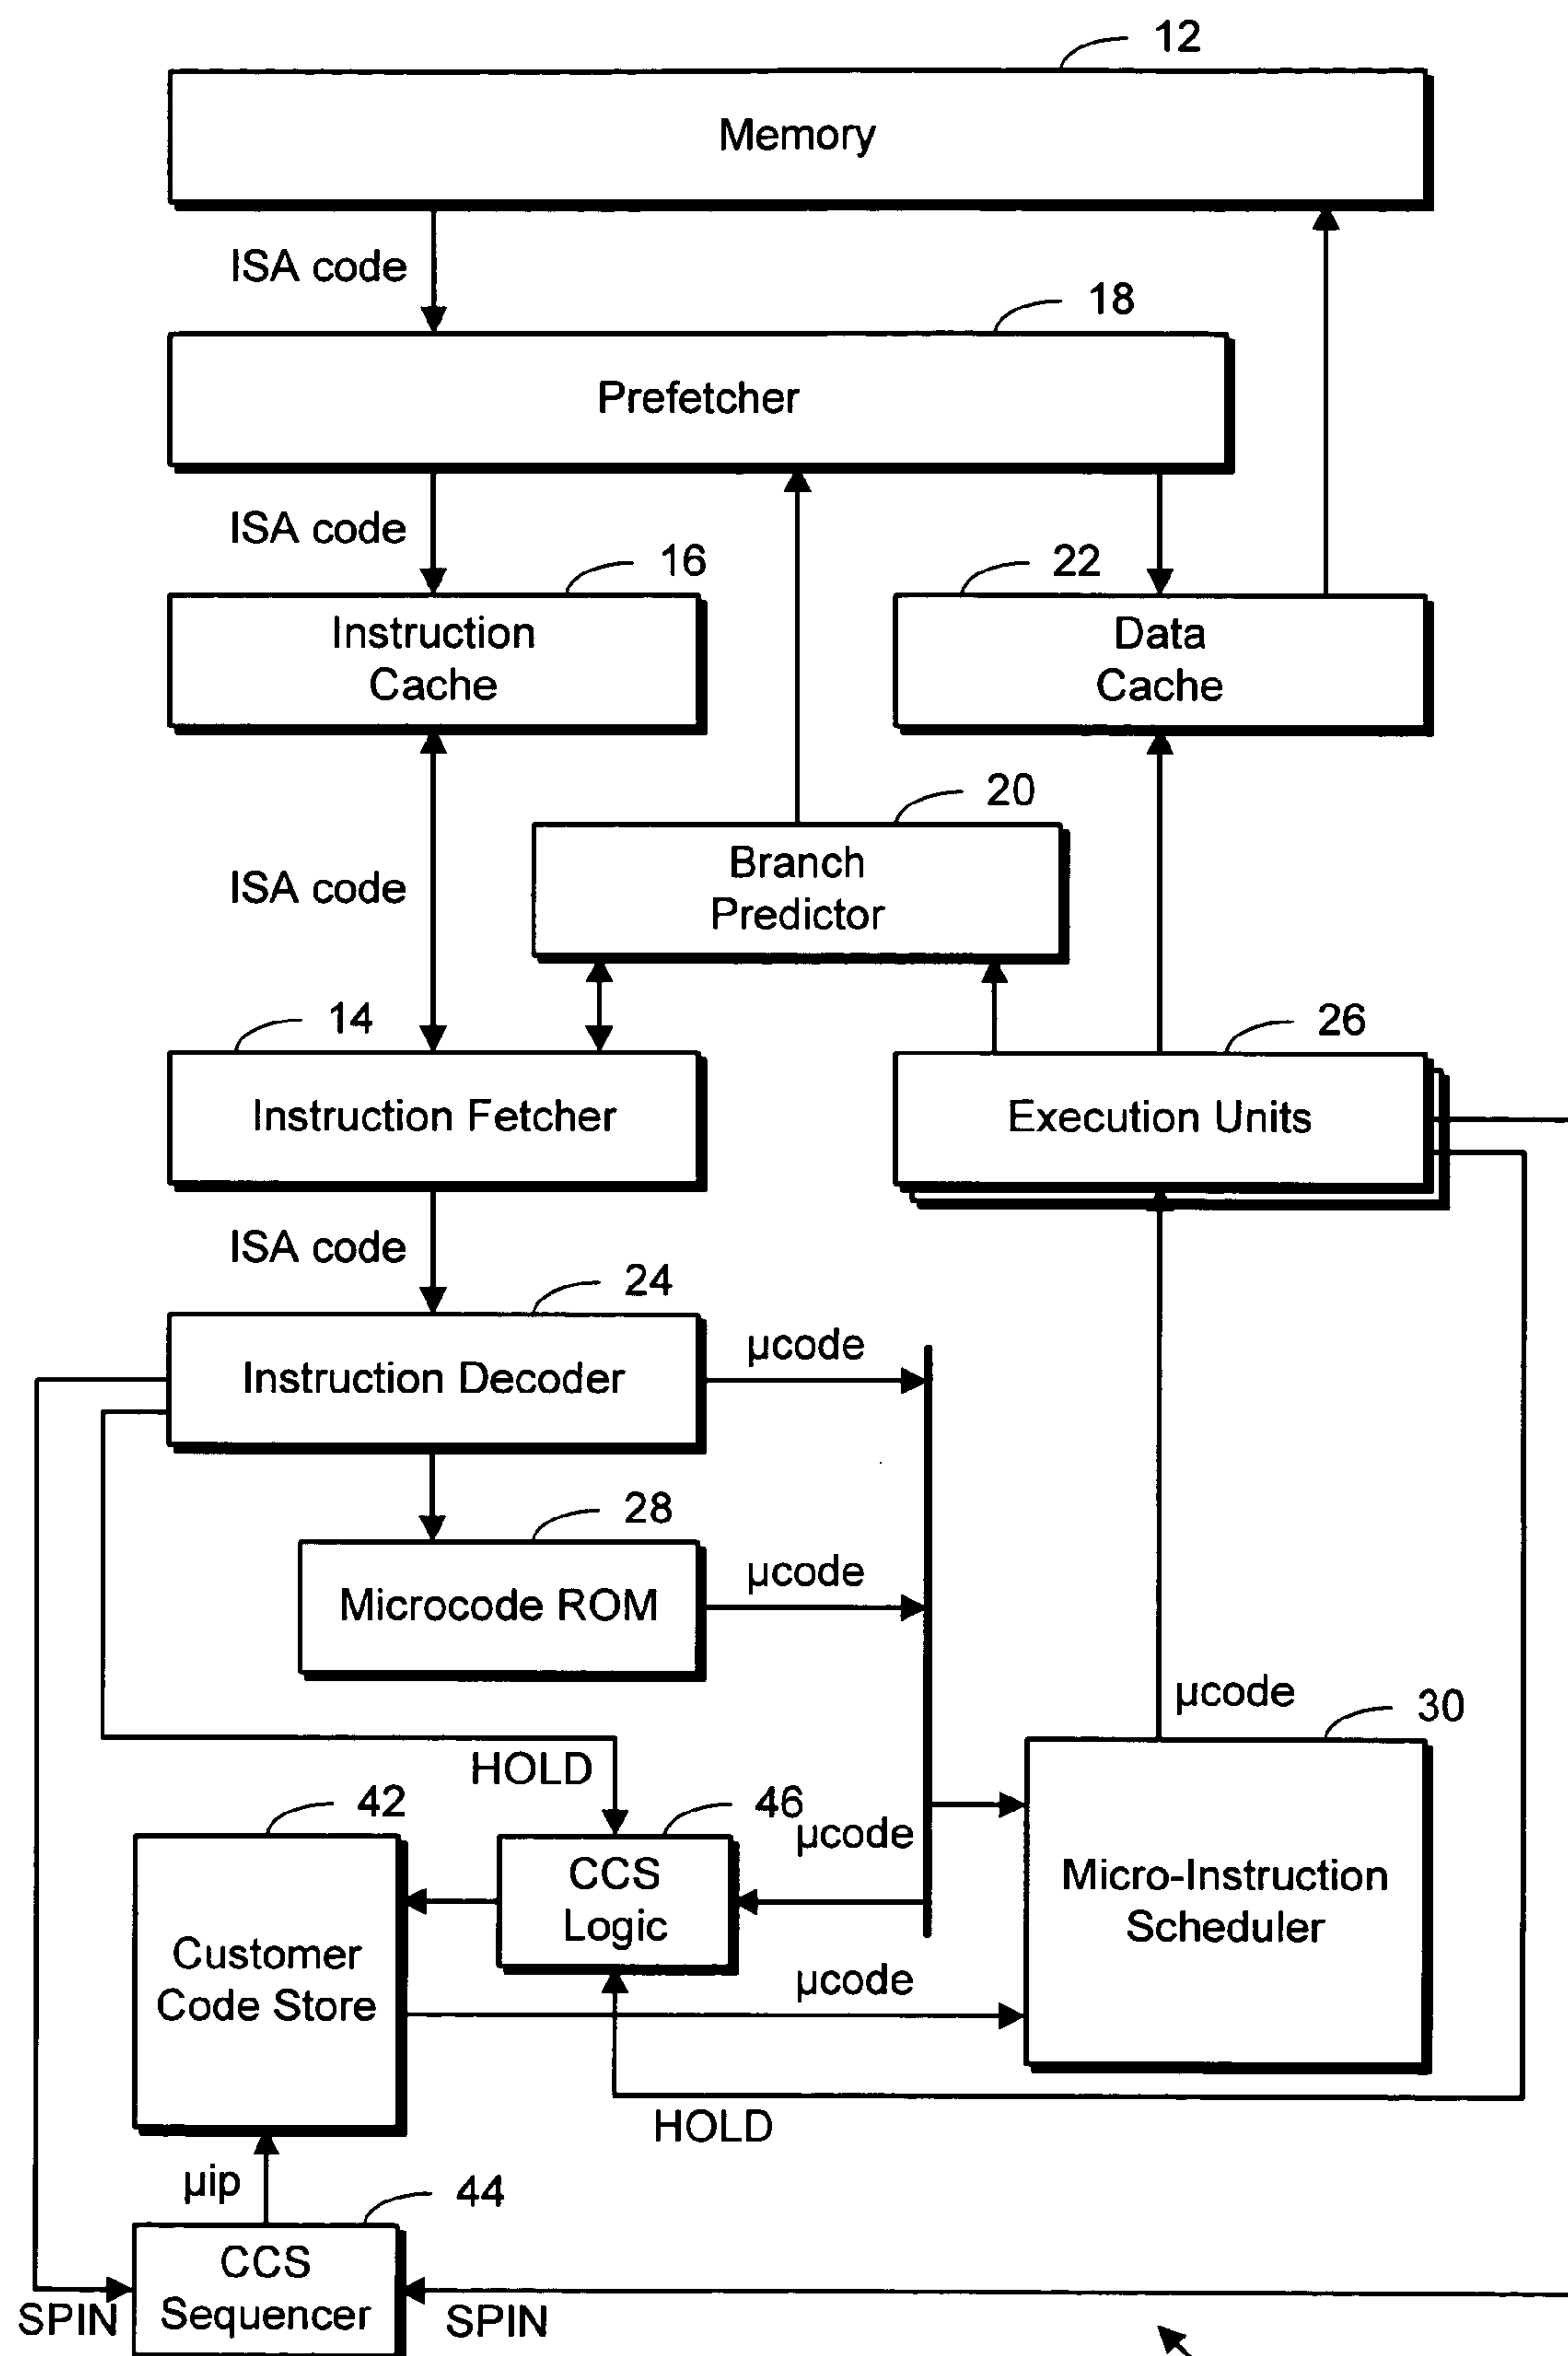 12
Memory
ISA code
18
Prefetcher
ISA code
16
22
Instruction
Cache
Data
Cache
20
ISA code
Branch
Predictor
14
26
Instruction Fetcher
Execution Units
ISA code
24
µcode
Instruction Decoder
28
µcode
Microcode ROM
µcode
30
HOLD
42
46
µcode
CCS
Logic
Micro-Instruction
Scheduler
Customer
Code Store
µcode
HOLD
µip
44
CCS
Sequencer
SPIN
SPIN